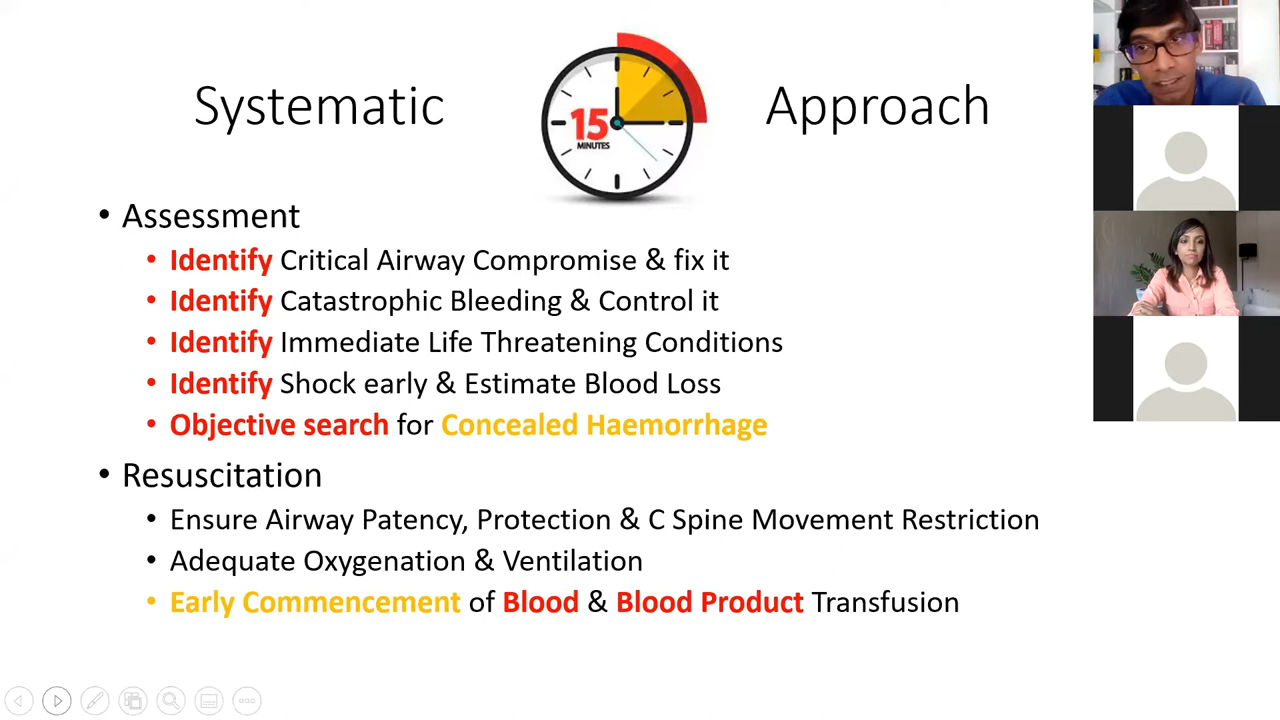 Systematic
15
MINUTES
Approach
• Assessment
• Identify Critical Airway Compromise & fix it
• Identify Catastrophic Bleeding & Control it
• Identify Immediate Life Threatening Conditions
• Identify Shock early & Estimate Blood Loss
• Objective search for Concealed Haemorrhage
• Resuscitation
• Ensure Airway Patency, Protection & C Spine Movement Restriction
• Adequate Oxygenation & Ventilation
• Early Commencement of Blood & Blood Product Transfusion